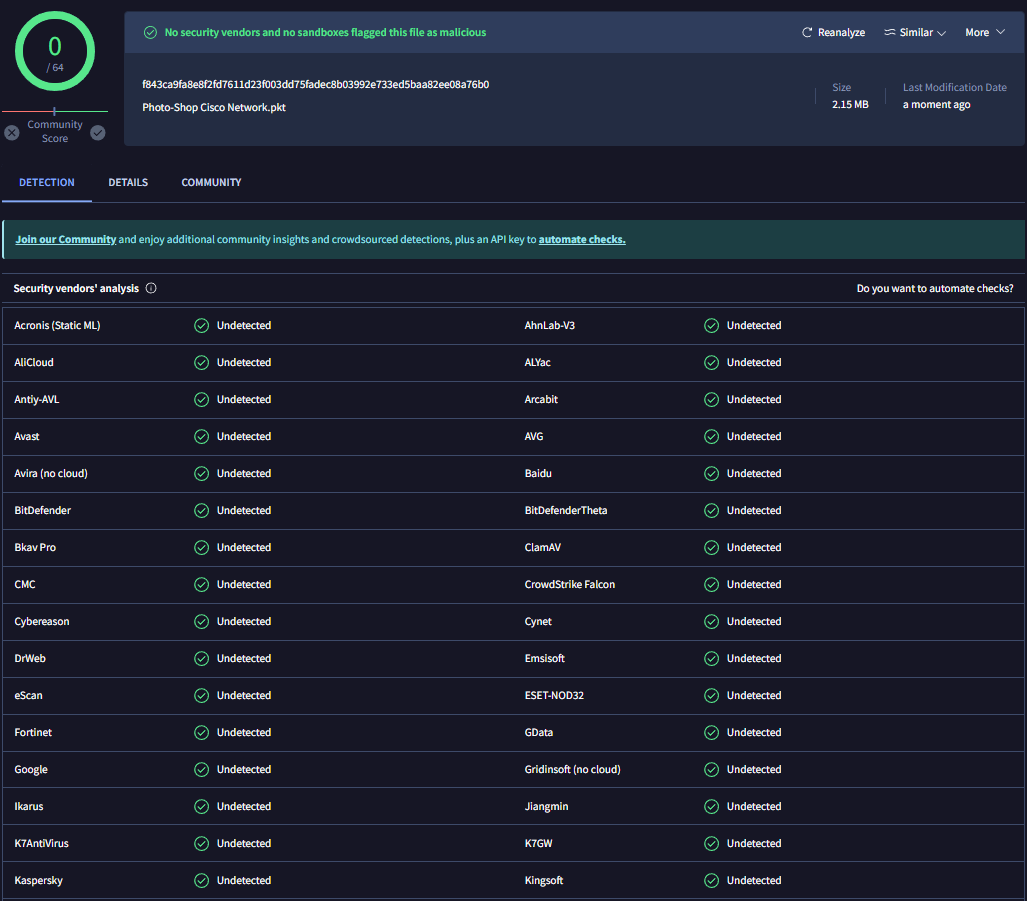 0
/ 64
Community
Score
No security vendors and no sandboxes flagged this file as malicious
Reanalyze
Similar
More
f843ca9fa8e8f2fd7611d23f003dd75fadec8b03992e733ed5baa82ee08a76b0
Photo-Shop Cisco Network.pkt
Size
2.15 MB
Last Modification Date
a moment ago
DETECTION DETAILS COMMUNITY
Join our Community and enjoy additional community insights and crowdsourced detections, plus an API key to automate checks.
Security vendors' analysis Do you want to automate checks?
Acronis (Static ML) Undetected AhnLab-V3 Undetected
AliCloud Undetected ALYac Undetected
Antiy-AVL Undetected Arcabit Undetected
Avast Undetected AVG Undetected
Avira (no cloud) Undetected Baidu Undetected
BitDefender Undetected BitDefenderTheta Undetected
Bkav Pro Undetected ClamAV Undetected
CMC Undetected CrowdStrike Falcon Undetected
Cybereason Undetected Cynet Undetected
DrWeb Undetected Emsisoft Undetected
eScan Undetected ESET-NOD32 Undetected
Fortinet Undetected GData Undetected
Google Undetected Gridinsoft (no cloud) Undetected
Ikarus Undetected Jiangmin Undetected
K7AntiVirus Undetected K7GW Undetected
Kaspersky Undetected Kingsoft Undetected